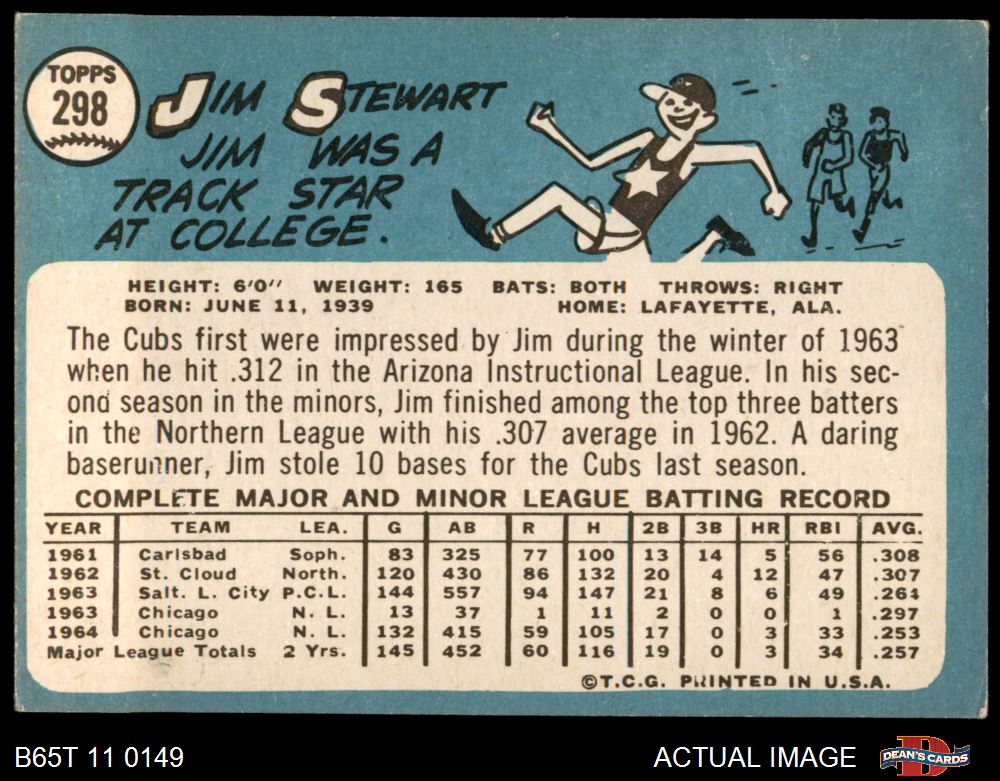 TOPPS
298
JIM STEWART
JIM WAS A
TRACK STAR
AT COLLEGE.
HEIGHT: 6'0" WEIGHT: 165 BATS: BOTH THROWS: RIGHT
BORN: JUNE 11, 1939 HOME: LAFAYETTE, ALA.
The Cubs first were impressed by Jim during the winter of 1963
when he hit .312 in the Arizona Instructional League. In his sec-
ond season in the minors, Jim finished among the top three batters
in the Northern League with his .307 average in 1962. A daring
baserunner, Jim stole 10 bases for the Cubs last season.
COMPLETE MAJOR AND MINOR LEAGUE BATTING RECORD
YEAR TEAM LEA. G AB R H 2B 3B HR RBI AVG.
1961 Carlsbad Soph. 83 325 77 100 13 14 5 56 .308
1962 St. Cloud North. 120 430 86 132 20 4 12 47 .307
1963 Salt. L. City P.C.L. 144 557 94 147 21 8 6 49 .264
1963 Chicago N. L. 13 37 1 11 2 0 0 1 .297
1964 Chicago N. L. 132 415 59 105 17 0 3 33 .253
Major League Totals 2 Yrs. 145 452 60 116 19 0 3 34 .257
©T.C.G. PRINTED IN U.S.A.
B65T 11 0149
ACTUAL IMAGE
DEAN'S CARDS